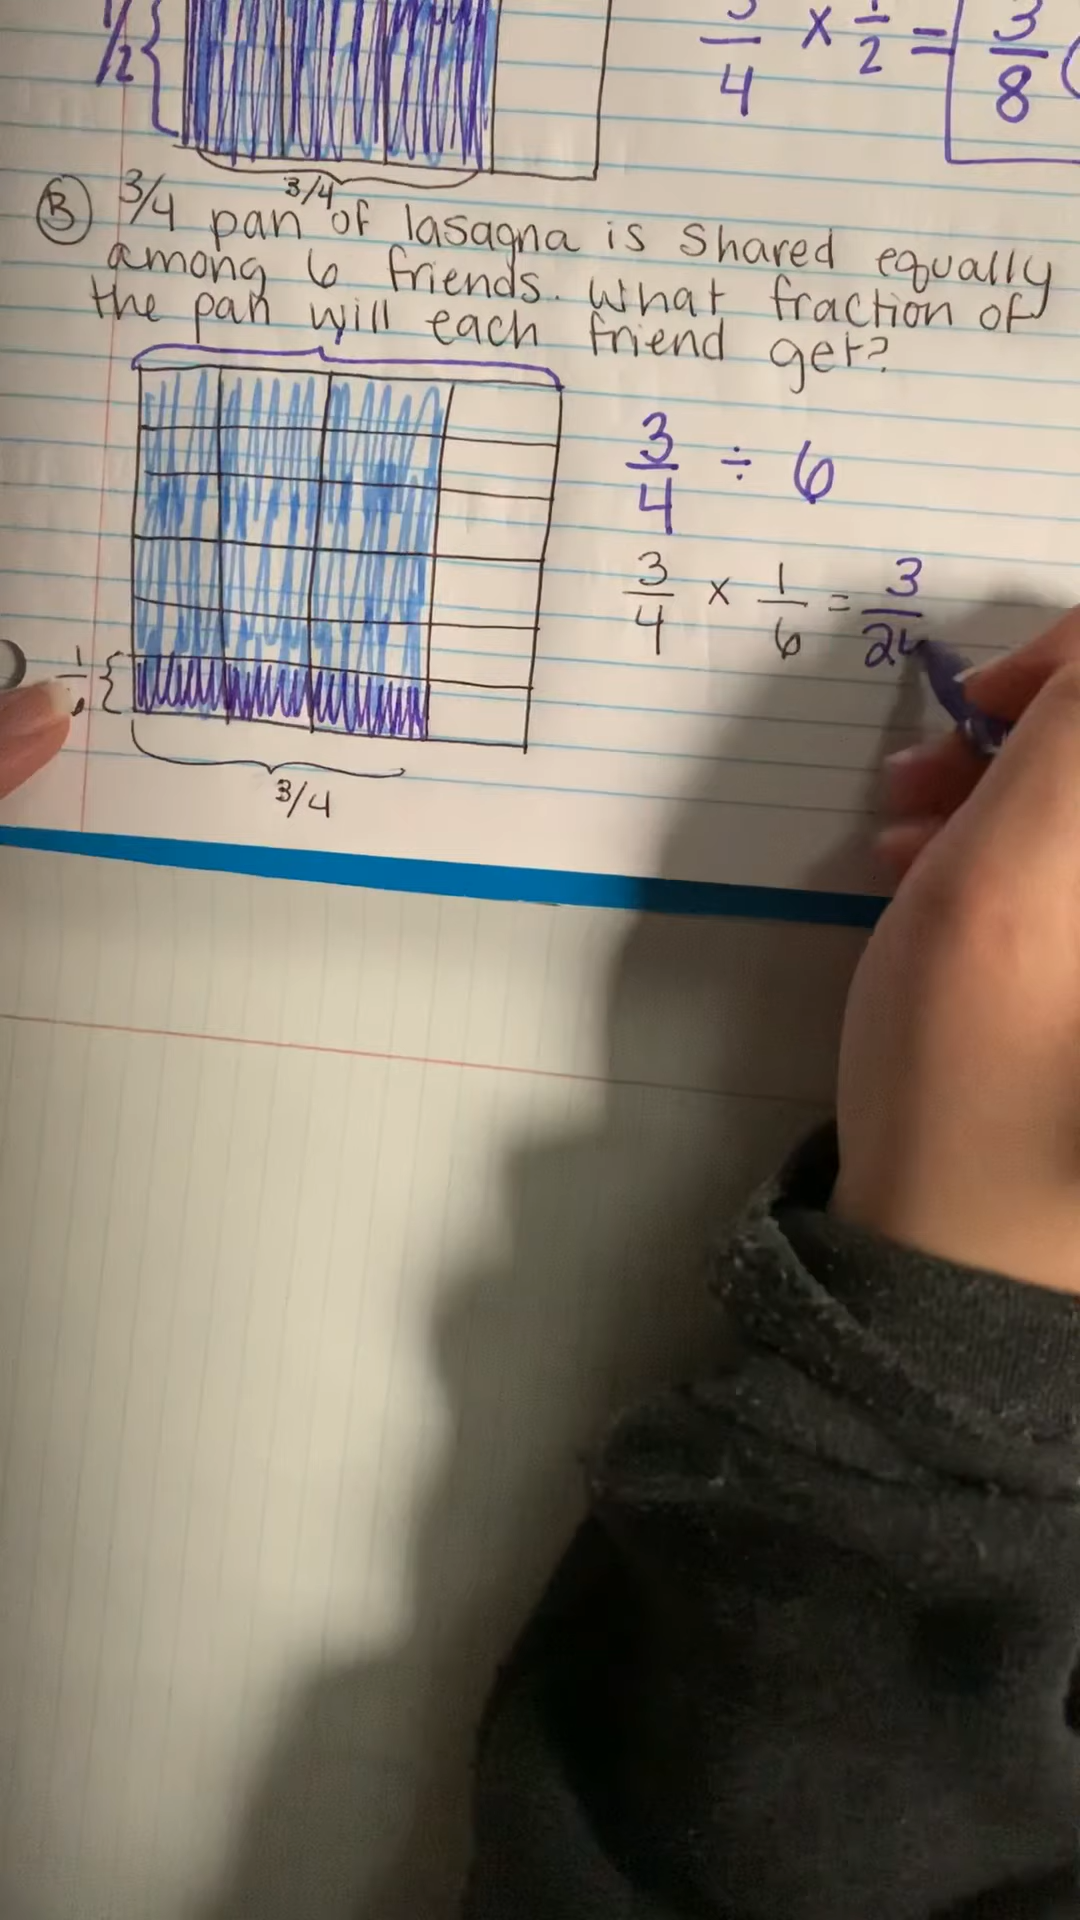 1/2
3/4 × 1/2 = 3/8
3/4
B 3/4 pan of lasagna is shared equally
among 6 friends. What fraction of
the pan will each friend get?
3/4 ÷ 6
3/4 × 1/6 = 3/24
3/4